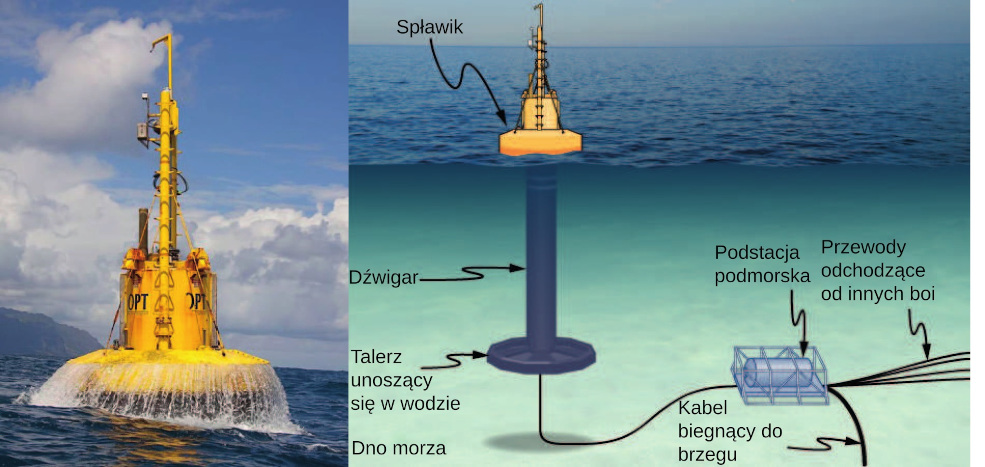 OPT
OPT
Spławik
Dźwigar
Talerz
unoszący
się w wodzie
Dno morza
Podstacja
podmorska
Przewody
odchodzące
od innych boi
Kabel
biegnący do
brzegu